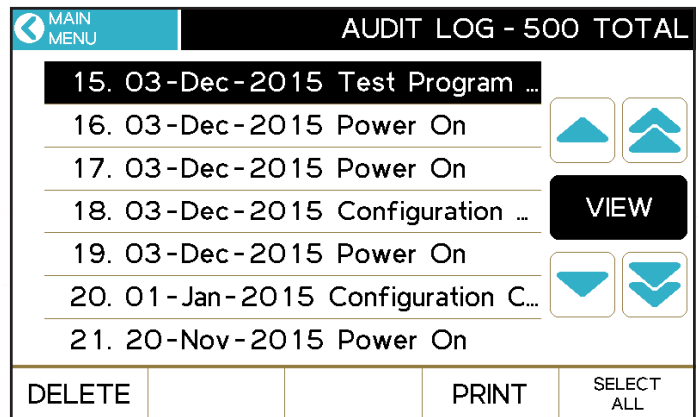 MAIN
MENU
AUDIT LOG - 500 TOTAL
15. 03-Dec-2015 Test Program ...
16. 03-Dec-2015 Power On
17. 03-Dec-2015 Power On
18. 03-Dec-2015 Configuration ...
19. 03-Dec-2015 Power On
20. 01-Jan-2015 Configuration C...
21. 20-Nov-2015 Power On
VIEW
DELETE
PRINT
SELECT
ALL